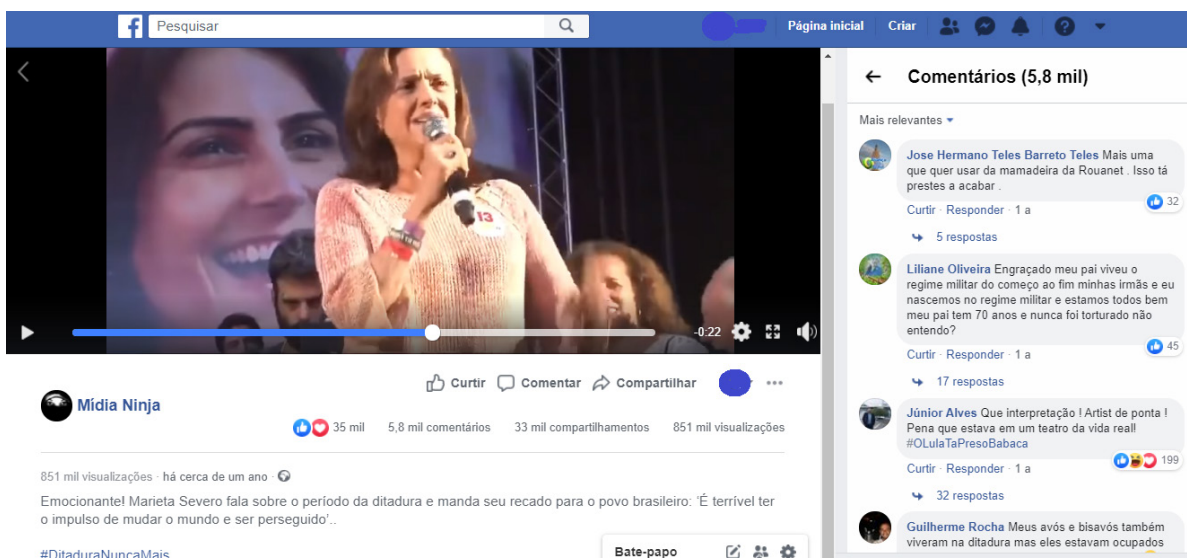 f Pesquisar
Página inicial Criar
13
-0:22
Curtir Comentar Compartilhar
Mídia Ninja
35 mil 5,8 mil comentários 33 mil compartilhamentos 851 mil visualizações
851 mil visualizações · há cerca de um ano ·
Emocionante! Marieta Severo fala sobre o período da ditadura e manda seu recado para o povo brasileiro: 'É terrível ter
o impulso de mudar o mundo e ser perseguido'..
#DitaduraNuncaMais
Bate-papo
Comentários (5,8 mil)
Mais relevantes
Jose Hermano Teles Barreto Teles Mais uma
que quer usar da mamadeira da Rouanet . Isso tá
prestes a acabar .
32
Curtir · Responder · 1 a
5 respostas
Liliane Oliveira Engraçado meu pai viveu o
regime militar do começo ao fim minhas irmãs e eu
nascemos no regime militar e estamos todos bem
meu pai tem 70 anos e nunca foi torturado não
entendo?
45
Curtir · Responder · 1 a
17 respostas
Júnior Alves Que interpretação ! Artist de ponta !
Pena que estava em um teatro da vida real!
#OLulaTaPresoBabaca
199
Curtir · Responder · 1 a
32 respostas
Guilherme Rocha Meus avós e bisavós também
viveram na ditadura mas eles estavam ocupados